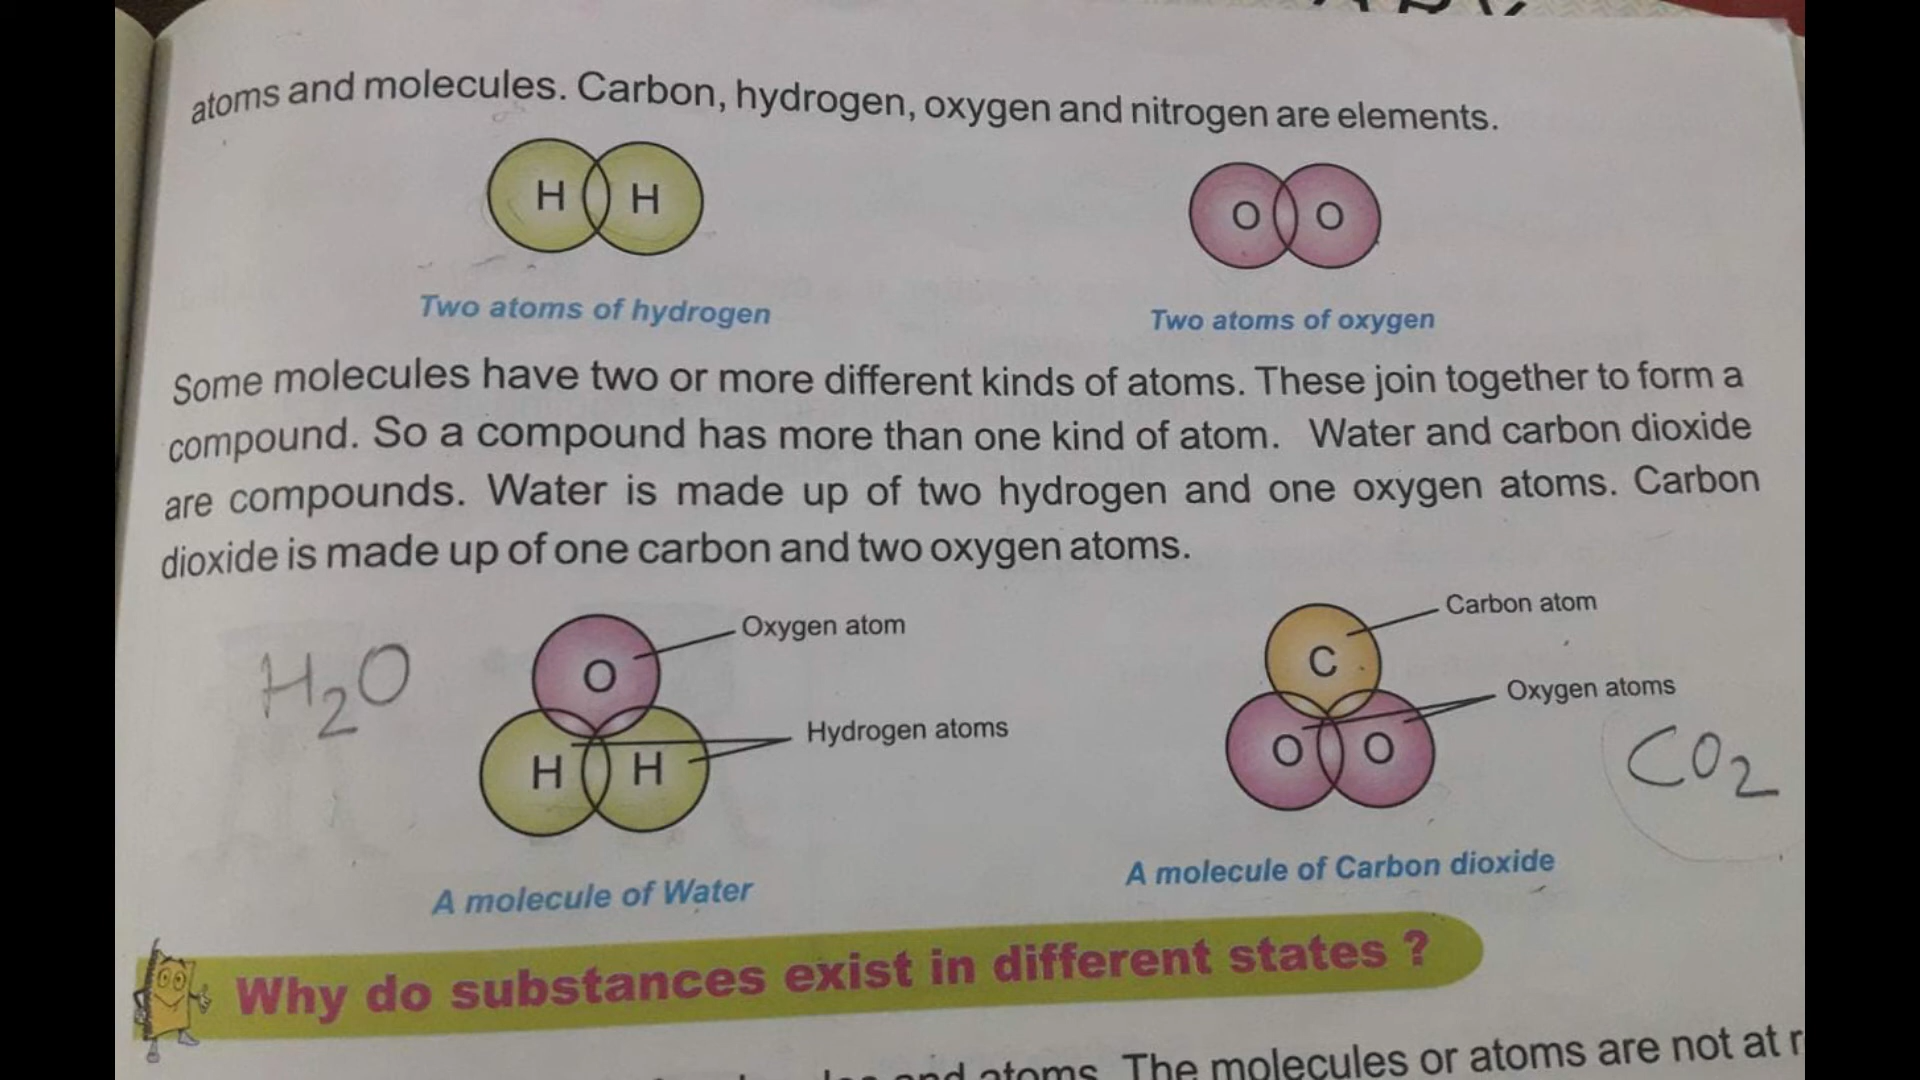 atoms and molecules. Carbon, hydrogen, oxygen and nitrogen are elements.
H H
O O
Two atoms of hydrogen
Two atoms of oxygen
Some molecules have two or more different kinds of atoms. These join together to form a
compound. So a compound has more than one kind of atom. Water and carbon dioxide
are compounds. Water is made up of two hydrogen and one oxygen atoms. Carbon
dioxide is made up of one carbon and two oxygen atoms.
H₂O
O
Oxygen atom
H H
Hydrogen atoms
C
Carbon atom
O O
Oxygen atoms
CO₂
A molecule of Water
A molecule of Carbon dioxide
Why do substances exist in different states ?
and atoms. The molecules or atoms are not at